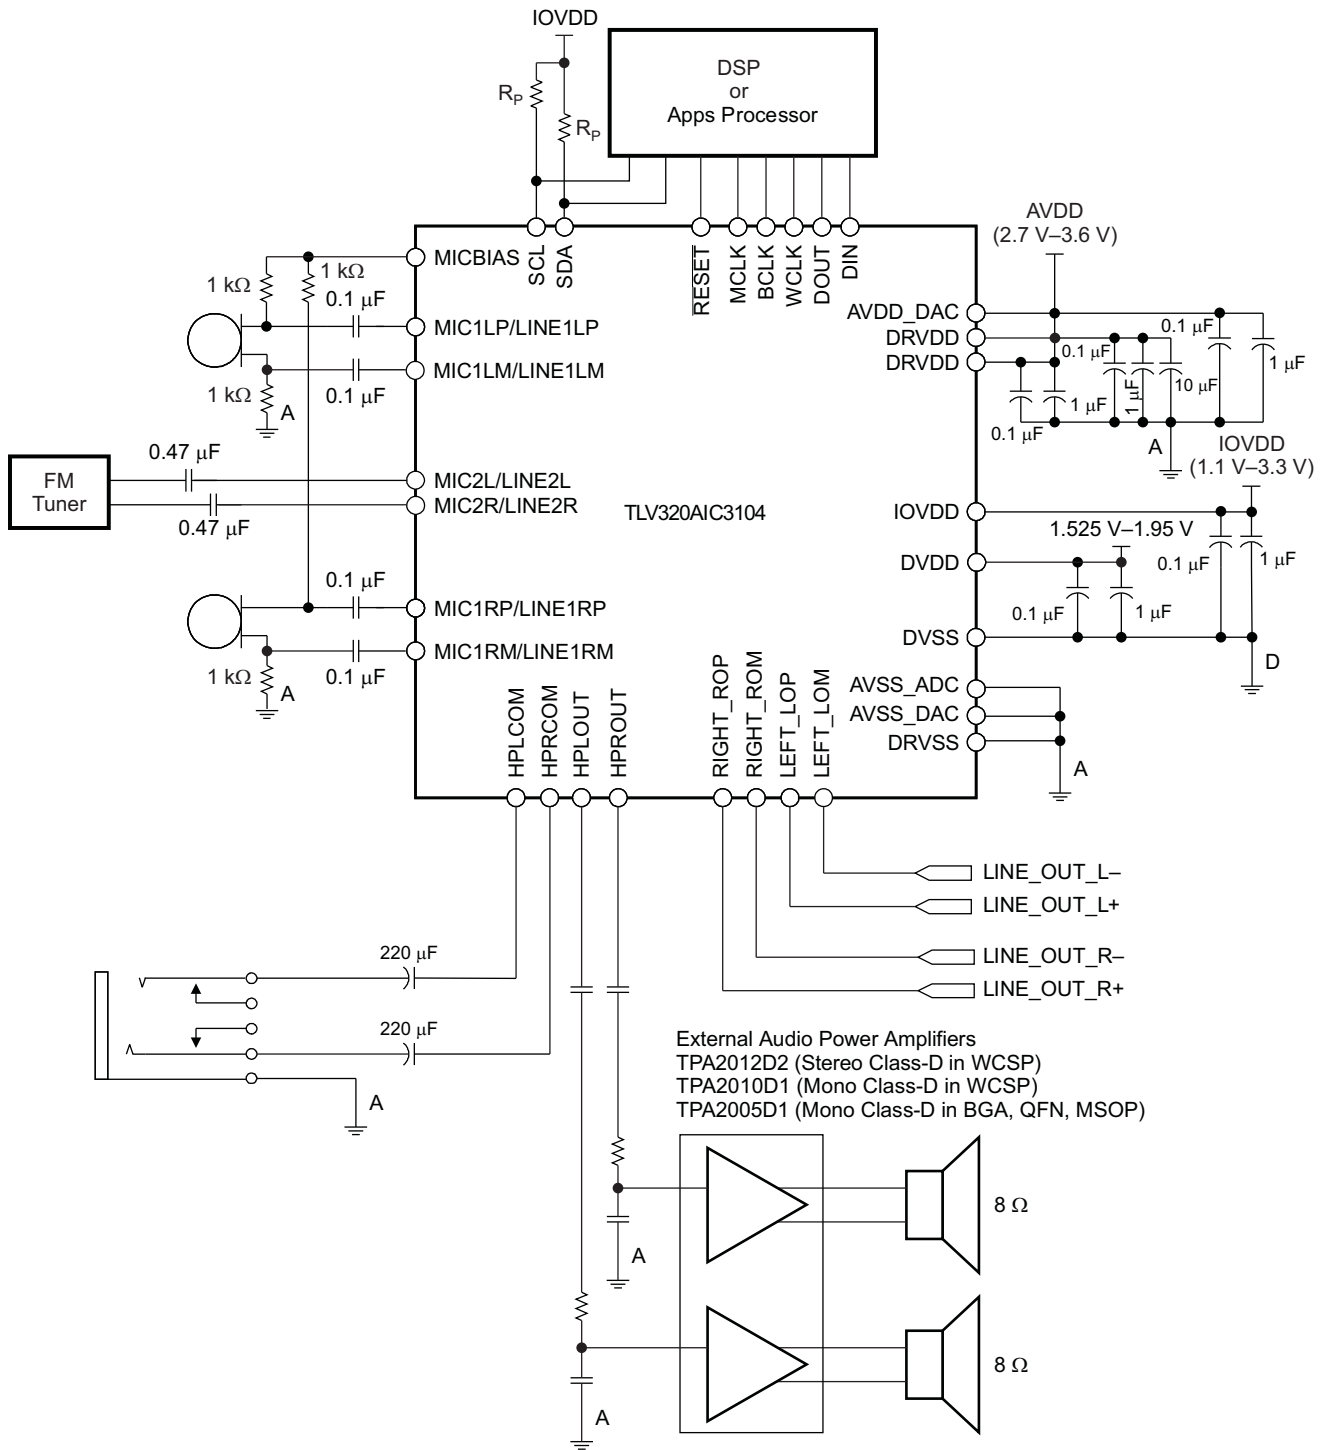 IOVDD
DSP
or
Apps Processor
RP
RP
SCL
SDA
RESET
MCLK
BCLK
WCLK
DOUT
DIN
AVDD
(2.7 V–3.6 V)
MICBIAS
1 kΩ
1 kΩ
0.1 μF
MIC1LP/LINE1LP
MIC1LM/LINE1LM
1 kΩ
A
0.1 μF
AVDD_DAC
DRVDD
DRVDD
0.1 μF
0.1 μF
1 μF
1 μF
1 μF
10 μF
0.1 μF
A
IOVDD
(1.1 V–3.3 V)
0.47 μF
FM
Tuner
MIC2L/LINE2L
MIC2R/LINE2R
0.47 μF
TLV320AIC3104
IOVDD
1.525 V–1.95 V
DVDD
0.1 μF
1 μF
0.1 μF
1 μF
DVSS
D
0.1 μF
MIC1RP/LINE1RP
MIC1RM/LINE1RM
1 kΩ
A
0.1 μF
AVSS_ADC
AVSS_DAC
DRVSS
A
HPLCOM
HPRCOM
HPLOUT
HPROUT
RIGHT_ROP
RIGHT_ROM
LEFT_LOP
LEFT_LOM
LINE_OUT_L–
LINE_OUT_L+
LINE_OUT_R–
LINE_OUT_R+
220 μF
220 μF
A
External Audio Power Amplifiers
TPA2012D2 (Stereo Class-D in WCSP)
TPA2010D1 (Mono Class-D in WCSP)
TPA2005D1 (Mono Class-D in BGA, QFN, MSOP)
8 Ω
A
8 Ω
A